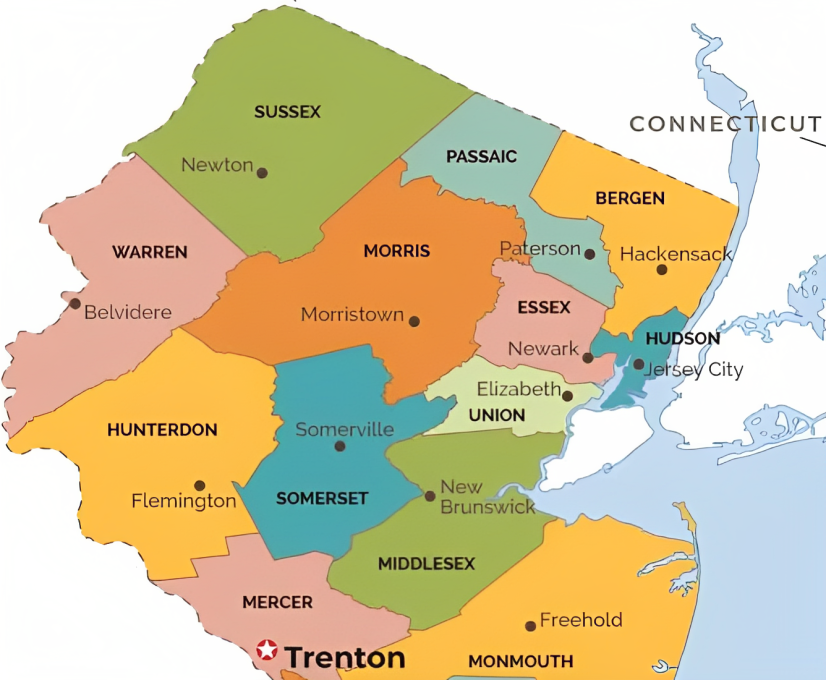 SUSSEX
CONNECTICUT
PASSAIC
Newton
BERGEN
WARREN
MORRIS
Paterson
Hackensack
ESSEX
Belvidere
Morristown
HUDSON
Newark
Jersey City
Elizabeth
UNION
HUNTERDON
Somerville
New
Brunswick
Flemington
SOMERSET
MIDDLESEX
MERCER
Freehold
Trenton
MONMOUTH